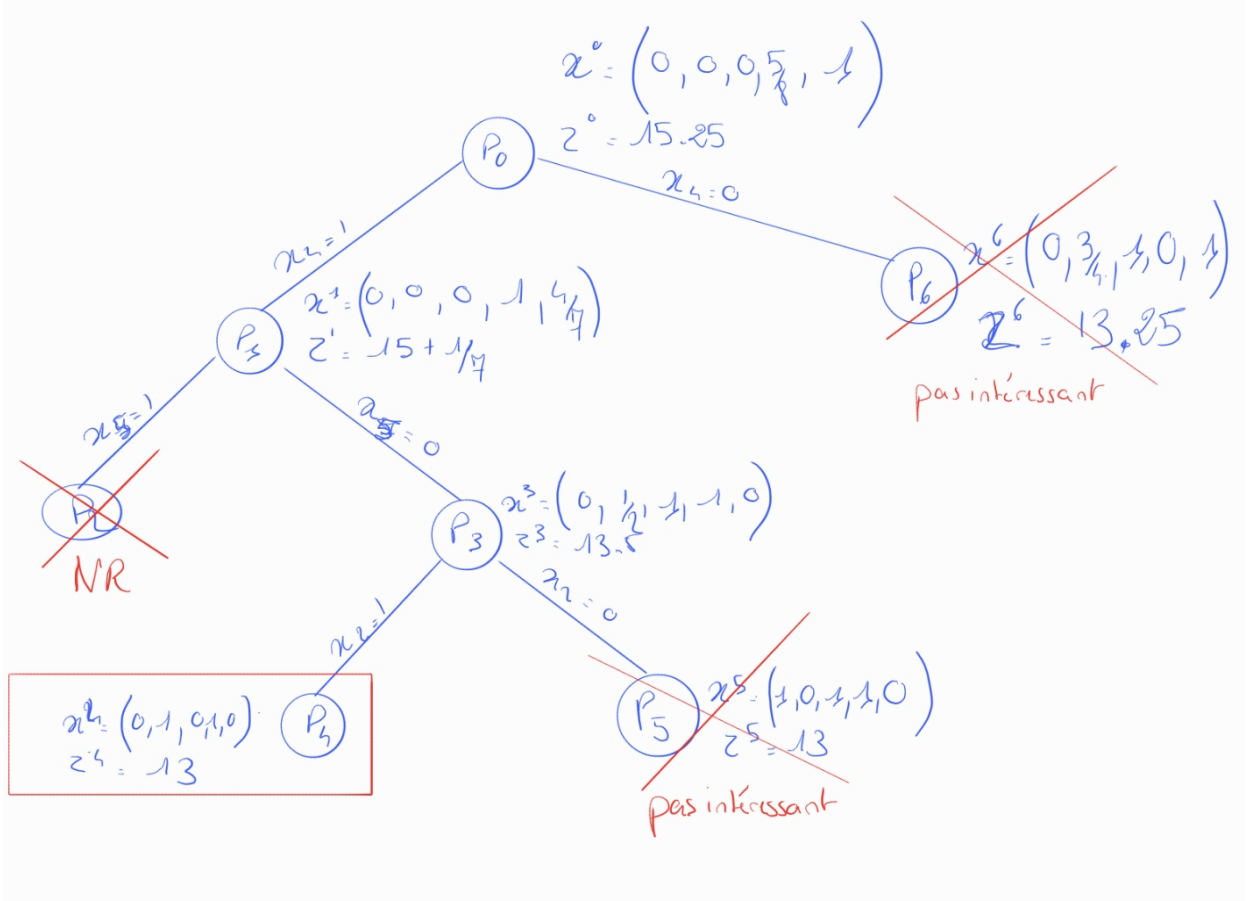 x⁰ = (0, 0, 0, 5/8, 1)
z⁰ = 15.25
P₀
x₄ = 1
x₄ = 0
P₁
x¹ = (0, 0, 0, 1, 4/7)
z¹ = 15 + 1/7
P₆
x⁶ = (0, 3/4, 1, 0, 1)
z⁶ = 13.25
pas intéressant
x₅ = 1
x₅ = 0
P₂
NR
P₃
x³ = (0, 1/2, 1, 1, 0)
z³ = 13.5
x₂ = 1
x₂ = 0
x⁴ = (0, 1, 0, 1, 0)
z⁴ = 13
P₄
P₅
x⁵ = (1, 0, 1, 1, 0)
z⁵ = 13
pas intéressant